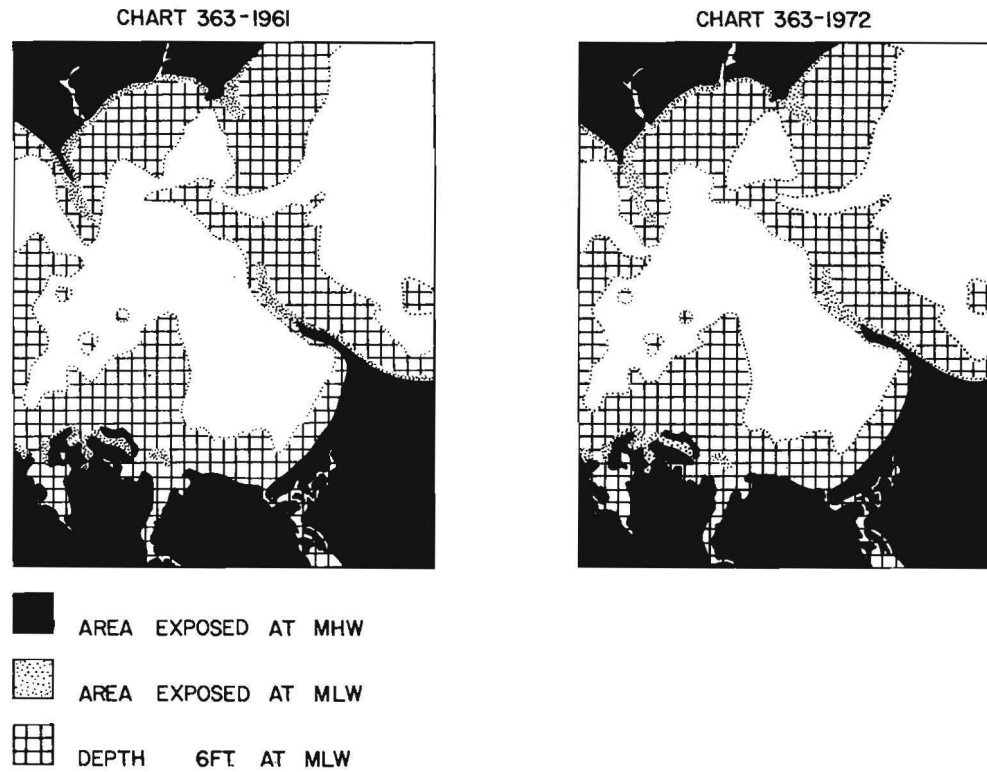 CHART 363-1961
CHART 363-1972
AREA EXPOSED AT MHW
AREA EXPOSED AT MLW
DEPTH 6FT. AT MLW